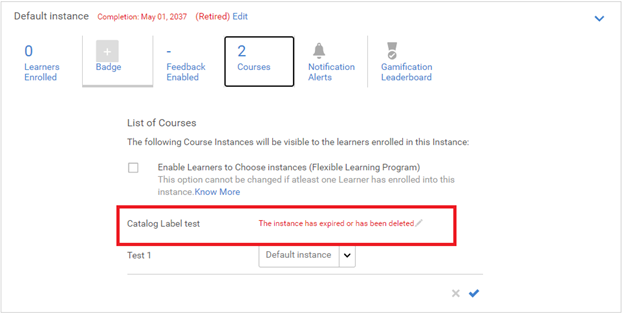 Default instance Completion: May 01, 2037 (Retired) Edit
0 - 2
Learners Enrolled Badge Feedback Enabled Courses Notification Alerts Gamification Leaderboard
List of Courses
The following Course Instances will be visible to the learners enrolled in this Instance:
Enable Learners to Choose instances (Flexible Learning Program)
This option cannot be changed if atleast one Learner has enrolled into this
instance.Know More
Catalog Label test The instance has expired or has been deleted
Test 1 Default instance